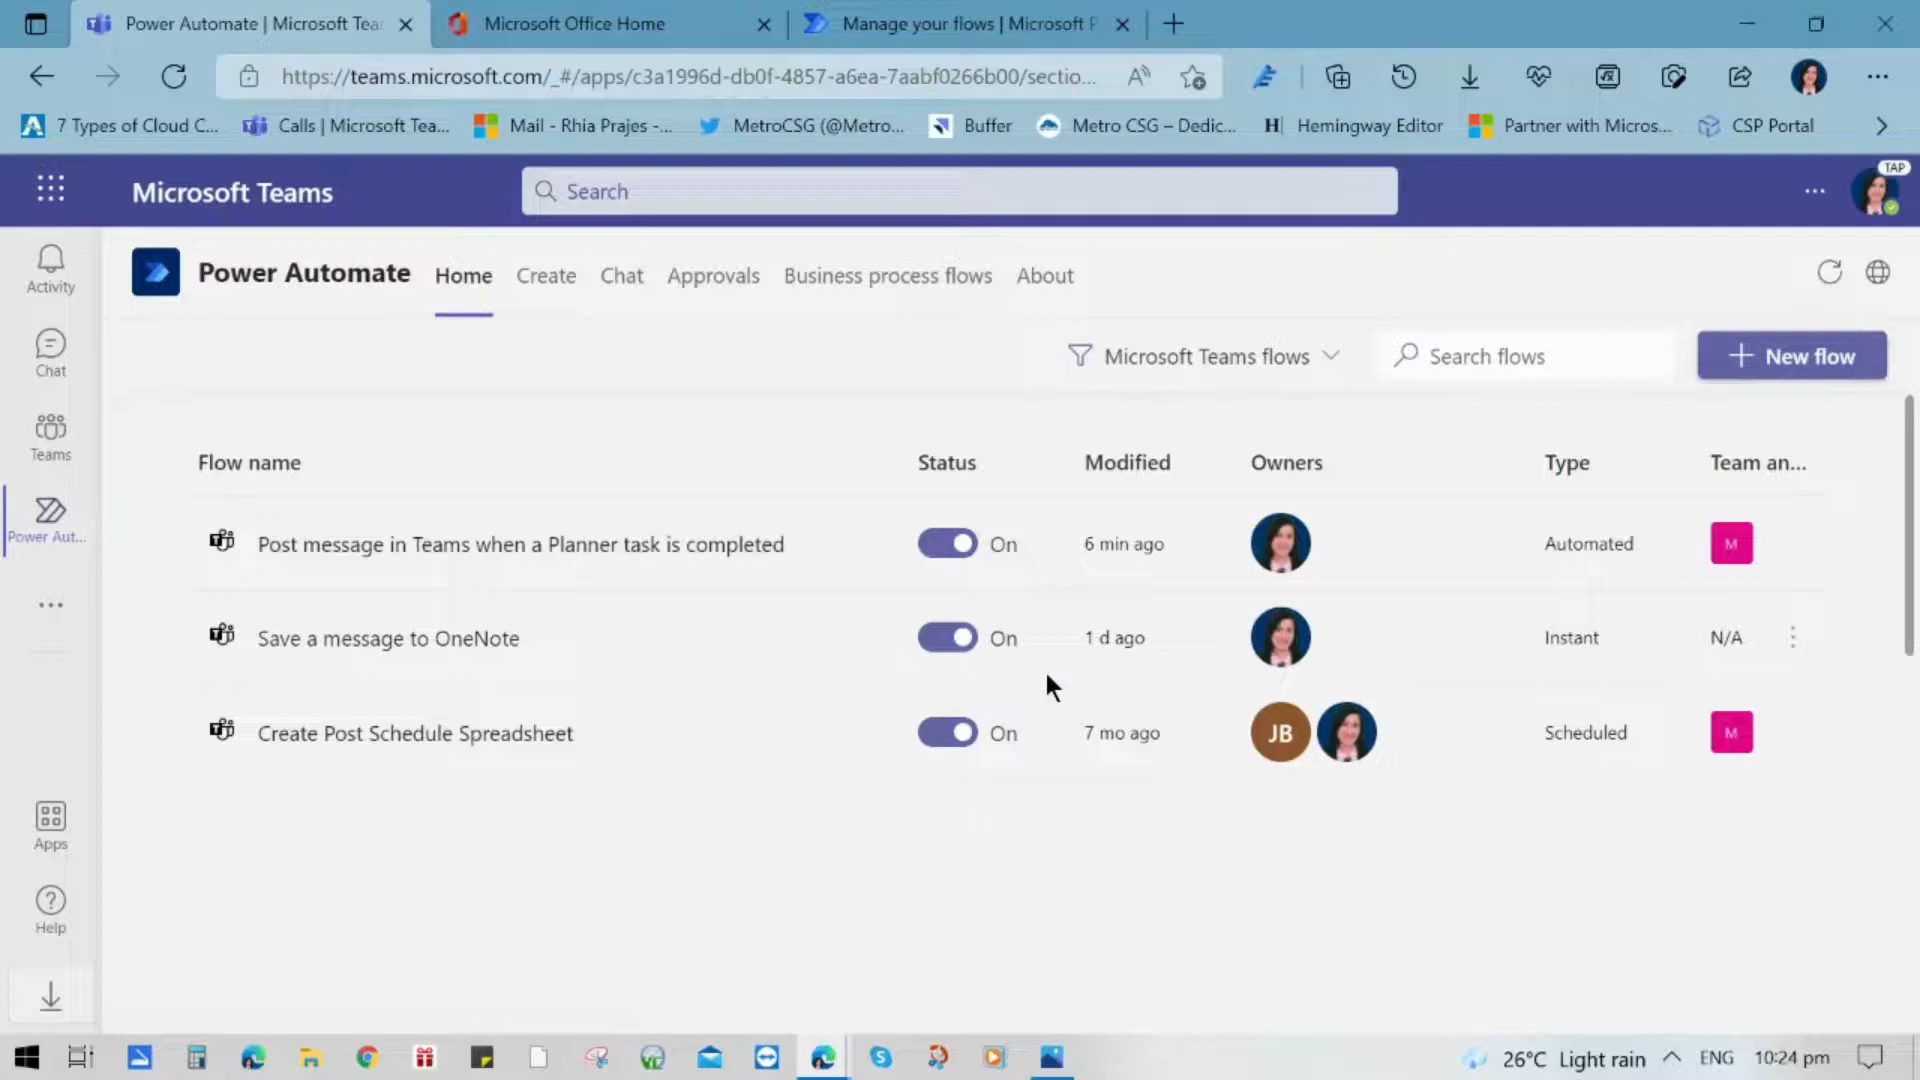 Power Automate | Microsoft Tea
Microsoft Office Home
Manage your flows | Microsoft P
https://teams.microsoft.com/_#/apps/c3a1996d-db0f-4857-a6ea-7aabf0266b00/sectio...
7 Types of Cloud C...
Calls | Microsoft Tea...
Mail - Rhia Prajes -...
MetroCSG (@Metro...
Buffer
Metro CSG – Dedic...
Hemingway Editor
Partner with Micros...
CSP Portal
Microsoft Teams
Search
TAP
Activity
Chat
Teams
Power Aut...
Apps
Help
Power Automate
Home
Create
Chat
Approvals
Business process flows
About
Microsoft Teams flows
Search flows
New flow
Flow name
Status
Modified
Owners
Type
Team an...
Post message in Teams when a Planner task is completed
On
6 min ago
Automated
M
Save a message to OneNote
On
1 d ago
Instant
N/A
Create Post Schedule Spreadsheet
On
7 mo ago
JB
Scheduled
M
26°C Light rain
ENG
10:24 pm